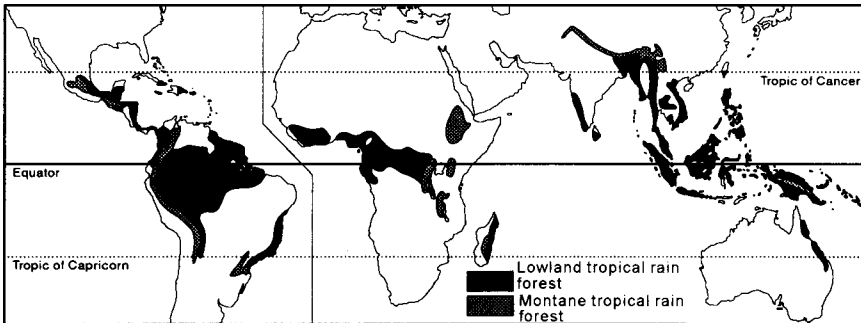 Tropic of Cancer
Equator
Tropic of Capricorn
Lowland tropical rain
forest
Montane tropical rain
forest